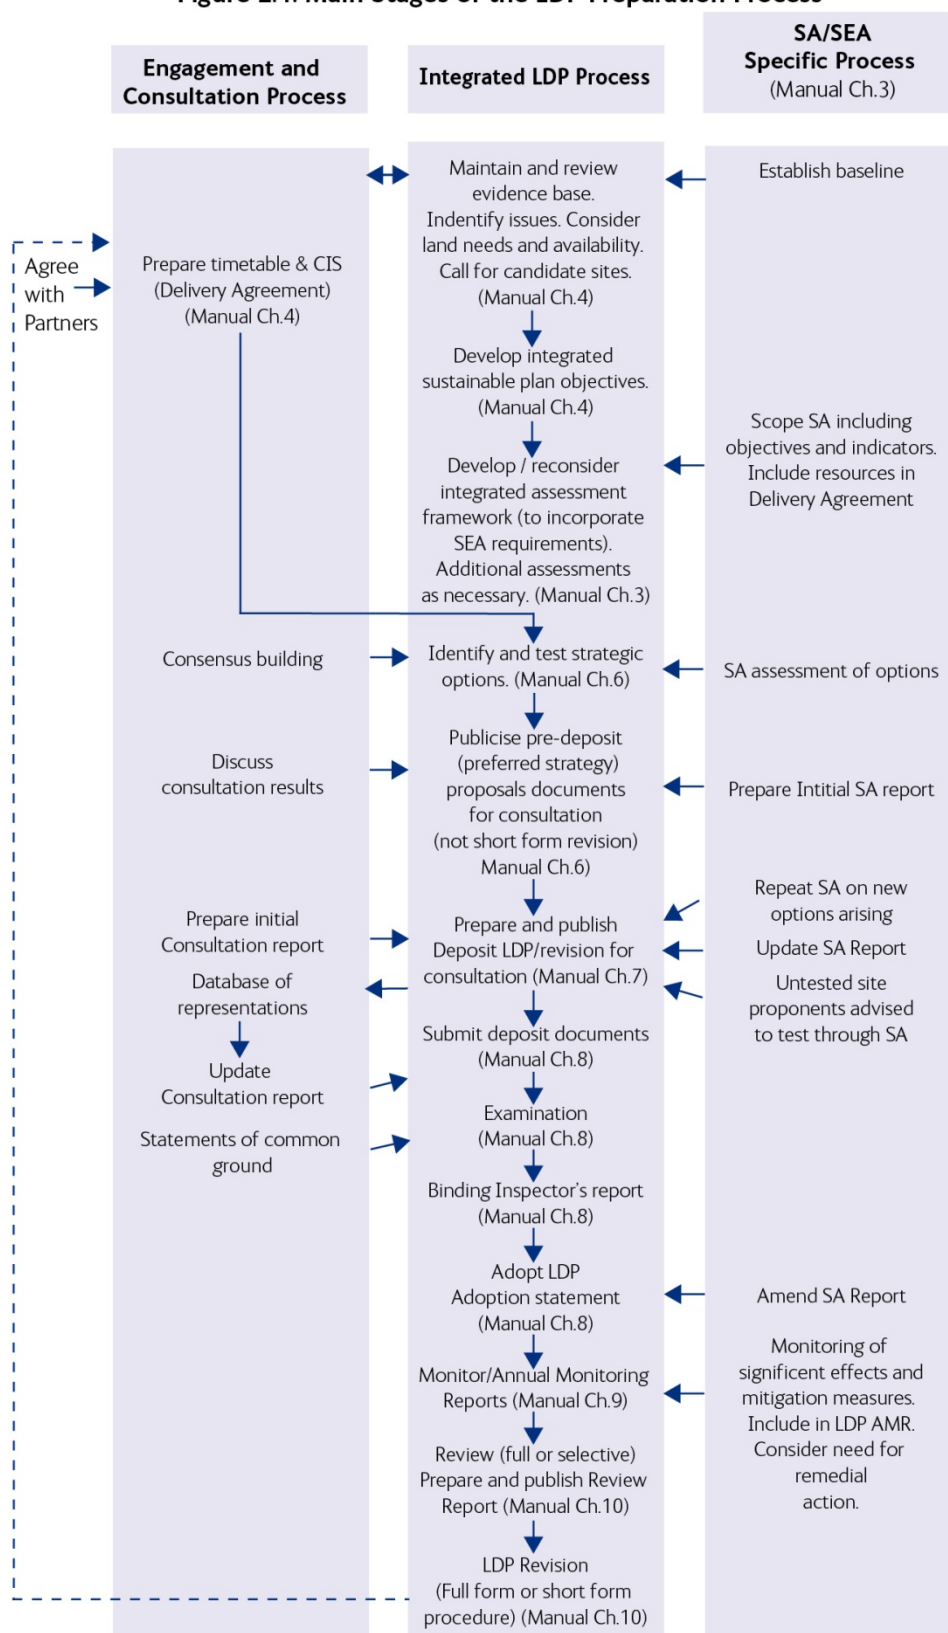 Figure Main Stages of the LDP Preparation Process
Engagement and
Consultation Process
Integrated LDP Process
SA/SEA
Specific Process
(Manual Ch.3)
Agree
with
Partners
Prepare timetable & CIS
(Delivery Agreement)
(Manual Ch.4)
Consensus building
Discuss
consultation results
Prepare initial
Consultation report
Database of
representations
Update
Consultation report
Statements of common
ground
Maintain and review
evidence base.
Indentify issues. Consider
land needs and availability.
Call for candidate sites.
(Manual Ch.4)
Develop integrated
sustainable plan objectives.
(Manual Ch.4)
Develop / reconsider
integrated assessment
framework (to incorporate
SEA requirements).
Additional assessments
as necessary. (Manual Ch.3)
Identify and test strategic
options. (Manual Ch.6)
Publicise pre-deposit
(preferred strategy)
proposals documents
for consultation
(not short form revision)
Manual Ch.6)
Prepare and publish
Deposit LDP/revision for
consultation (Manual Ch.7)
Submit deposit documents
(Manual Ch.8)
Examination
(Manual Ch.8)
Binding Inspector's report
(Manual Ch.8)
Adopt LDP
Adoption statement
(Manual Ch.8)
Monitor/Annual Monitoring
Reports (Manual Ch.9)
Review (full or selective)
Prepare and publish Review
Report (Manual Ch.10)
LDP Revision
(Full form or short form
procedure) (Manual Ch.10)
Establish baseline
Scope SA including
objectives and indicators.
Include resources in
Delivery Agreement
SA assessment of options
Prepare Intitial SA report
Repeat SA on new
options arising
Update SA Report
Untested site
proponents advised
to test through SA
Amend SA Report
Monitoring of
significant effects and
mitigation measures.
Include in LDP AMR.
Consider need for
remedial
action.